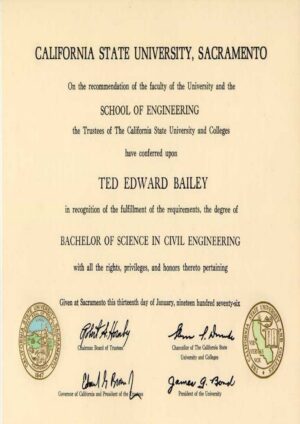 CALIFORNIA STATE UNIVERSITY, SACRAMENTO
On the recommendation of the faculty of the University and the
SCHOOL OF ENGINEERING
the Trustees of The California State University and Colleges
have conferred upon
TED EDWARD BAILEY
in recognition of the fulfillment of the requirements, the degree of
BACHELOR OF SCIENCE IN CIVIL ENGINEERING
with all the rights, privileges, and honors thereto pertaining
Given at Sacramento this thirteenth day of January, nineteen hundred seventy-six
Chairman Board of Trustees
Chancellor of The California State
University and Colleges
Governor of California and President of the Trustees
James G. Bond
President of the University